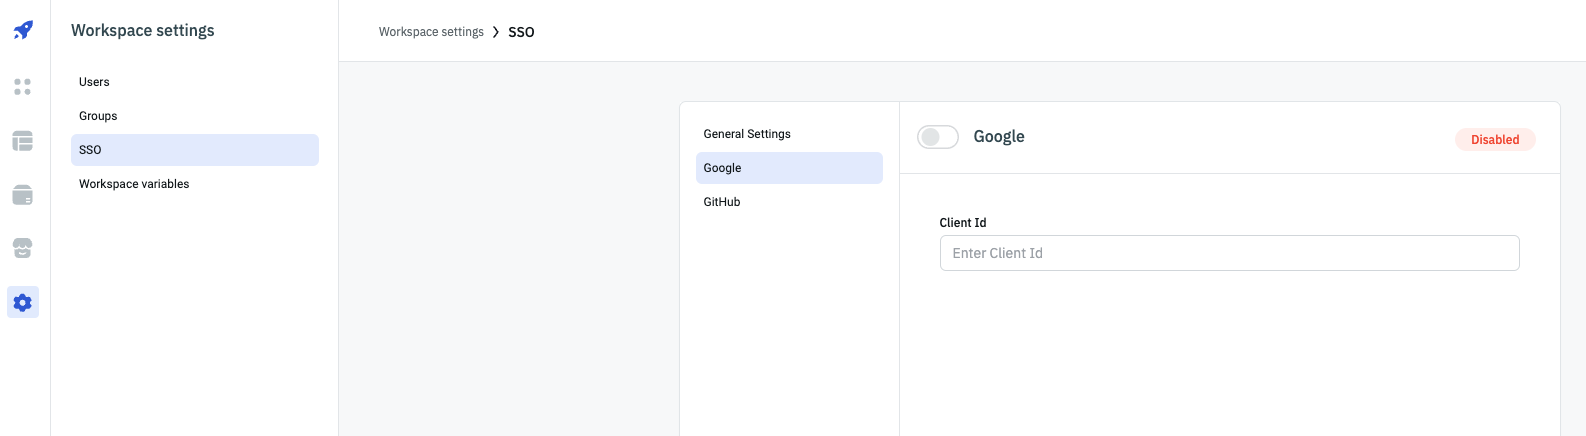 Workspace settings
Users
Groups
SSO
Workspace variables
Workspace settings > SSO
General Settings
Google
GitHub
Google
Disabled
Client Id
Enter Client Id